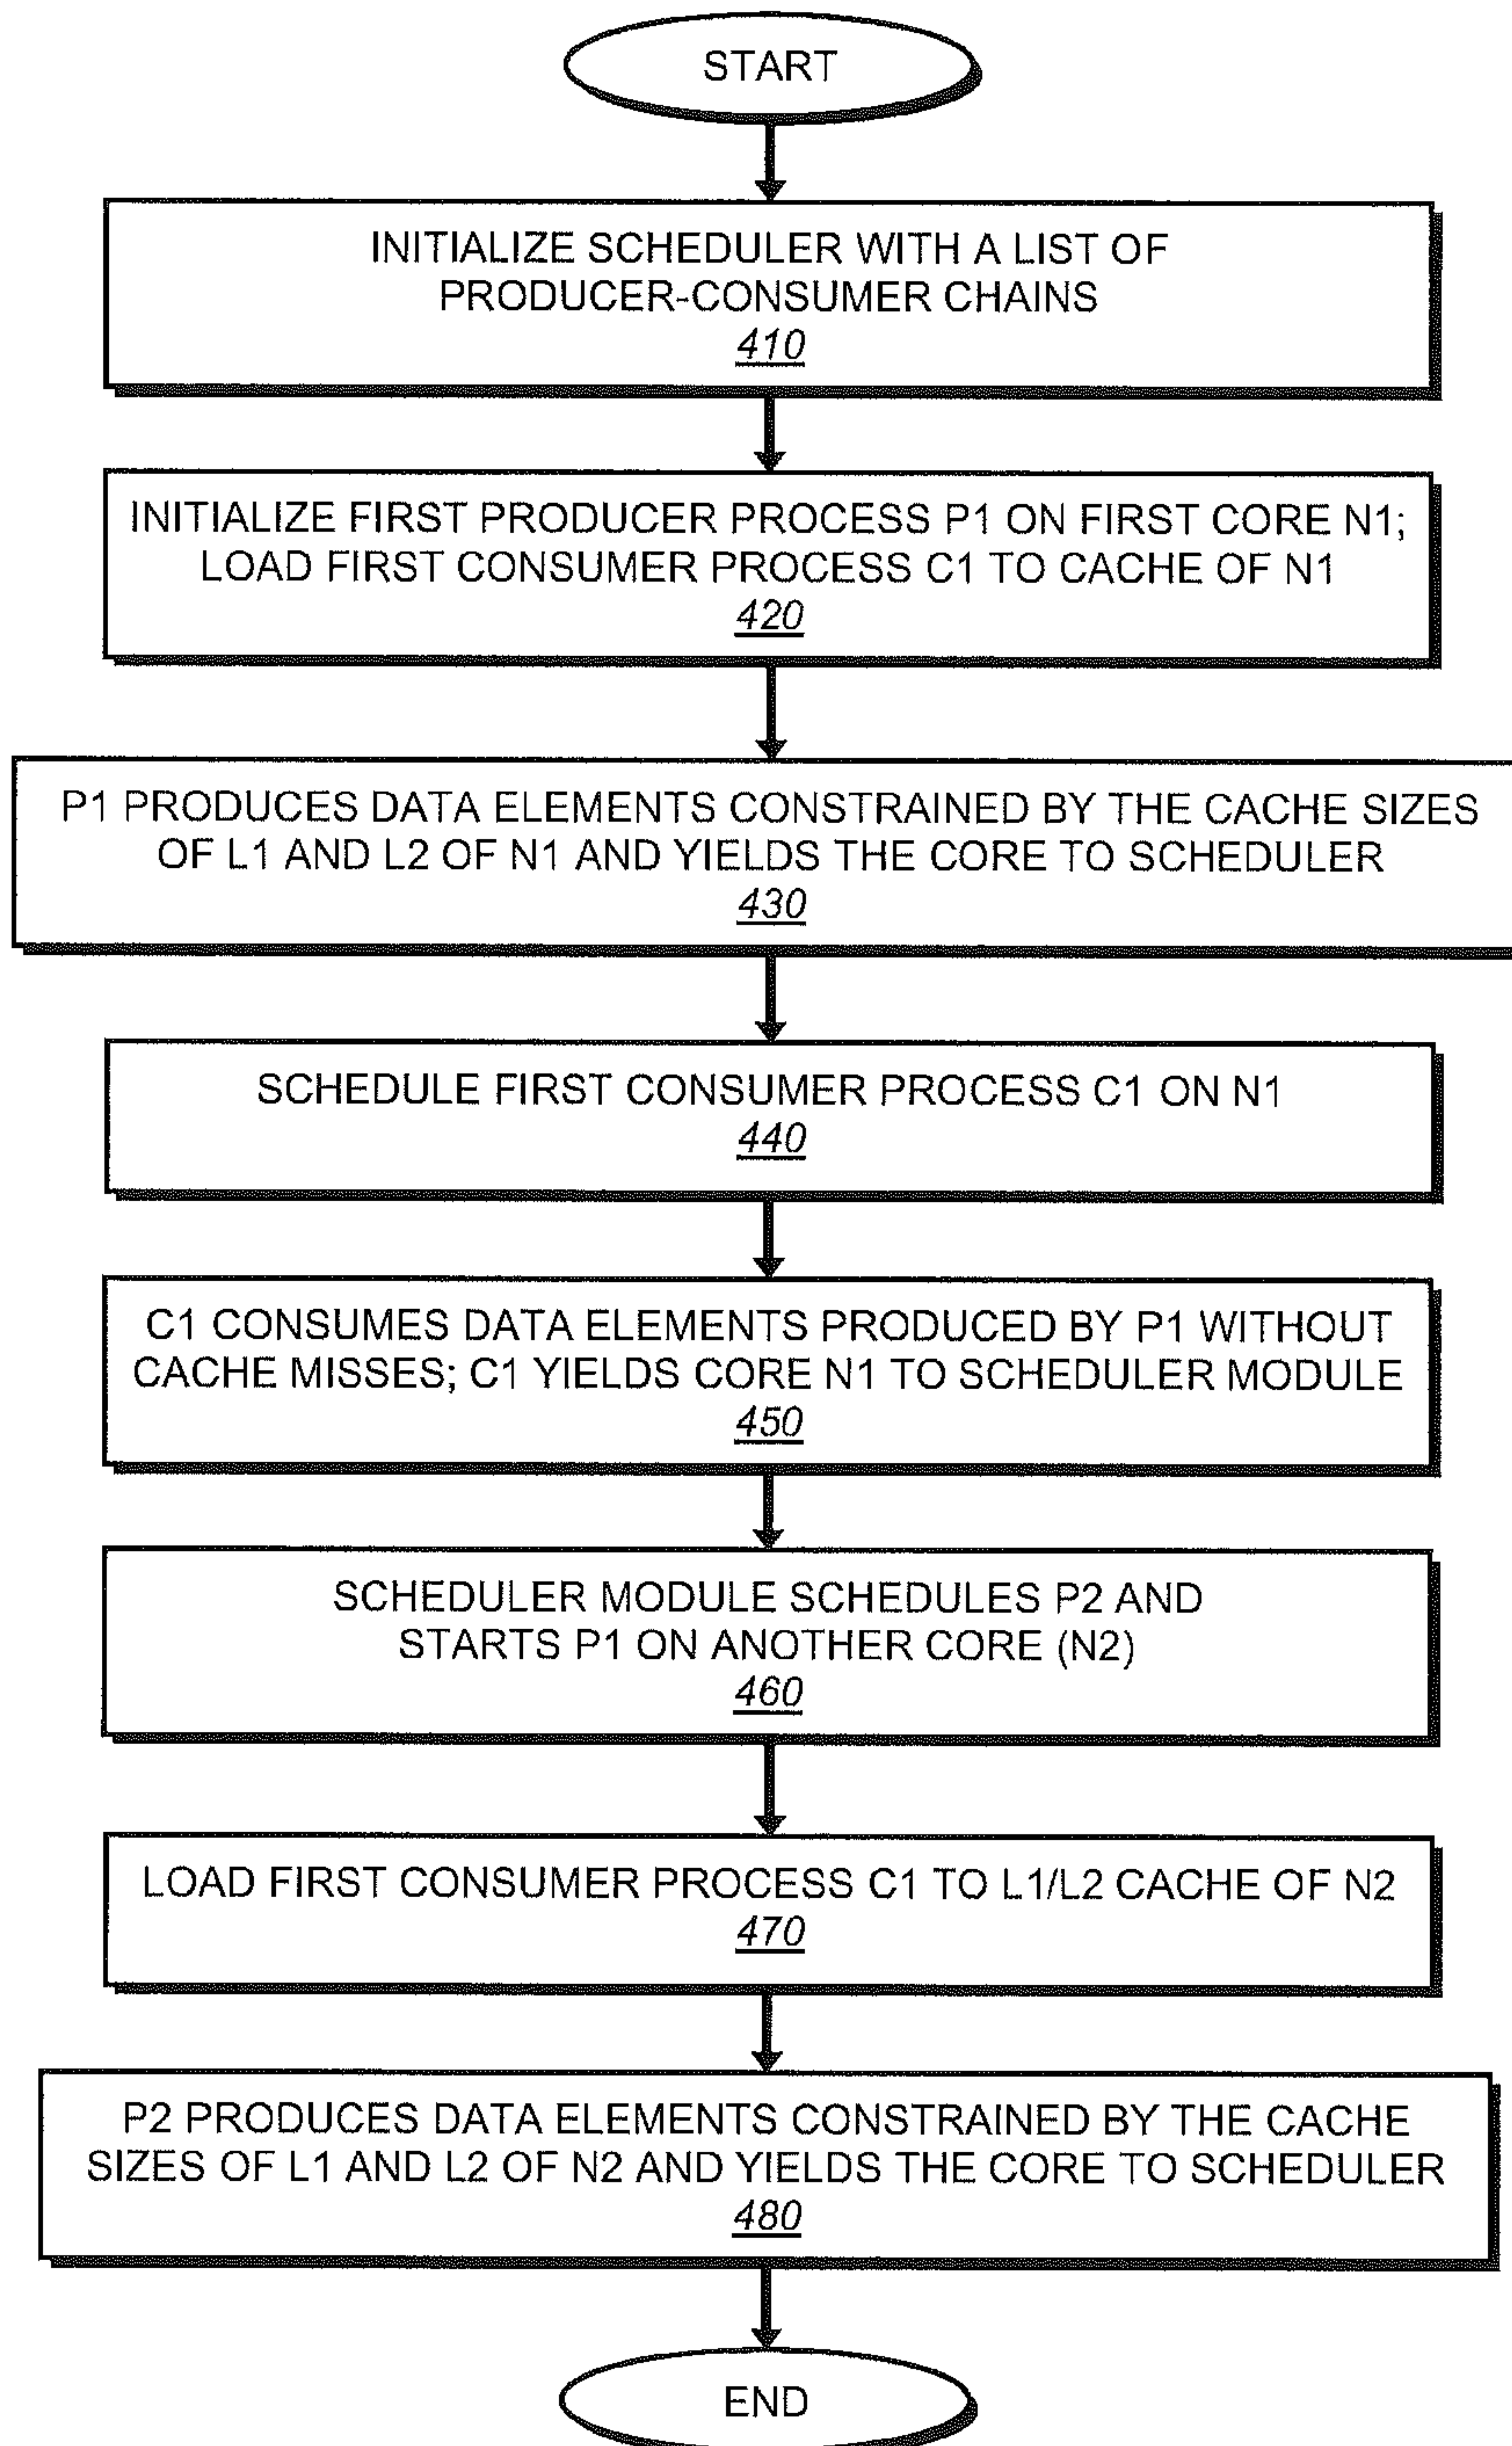 START
INITIALIZE SCHEDULER WITH A LIST OF
PRODUCER-CONSUMER CHAINS
410
INITIALIZE FIRST PRODUCER PROCESS P1 ON FIRST CORE N1;
LOAD FIRST CONSUMER PROCESS C1 TO CACHE OF N1
420
P1 PRODUCES DATA ELEMENTS CONSTRAINED BY THE CACHE SIZES
OF L1 AND L2 OF N1 AND YIELDS THE CORE TO SCHEDULER
430
SCHEDULE FIRST CONSUMER PROCESS C1 ON N1
440
C1 CONSUMES DATA ELEMENTS PRODUCED BY P1 WITHOUT
CACHE MISSES; C1 YIELDS CORE N1 TO SCHEDULER MODULE
450
SCHEDULER MODULE SCHEDULES P2 AND
STARTS P1 ON ANOTHER CORE (N2)
460
LOAD FIRST CONSUMER PROCESS C1 TO L1/L2 CACHE OF N2
470
P2 PRODUCES DATA ELEMENTS CONSTRAINED BY THE CACHE
SIZES OF L1 AND L2 OF N2 AND YIELDS THE CORE TO SCHEDULER
480
END